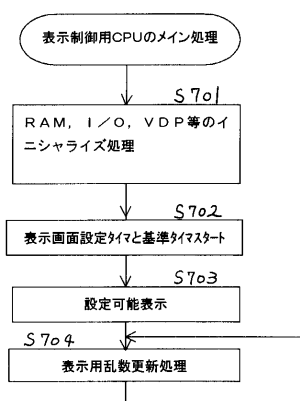 表示制御用CPUのメイン処理
S701
RAM，I/O，VDP等のイ
ニシャライズ処理
S702
表示画面設定ﾀｲﾏと基準ﾀｲﾏスタート
S703
設定可能表示
S704
表示用乱数更新処理